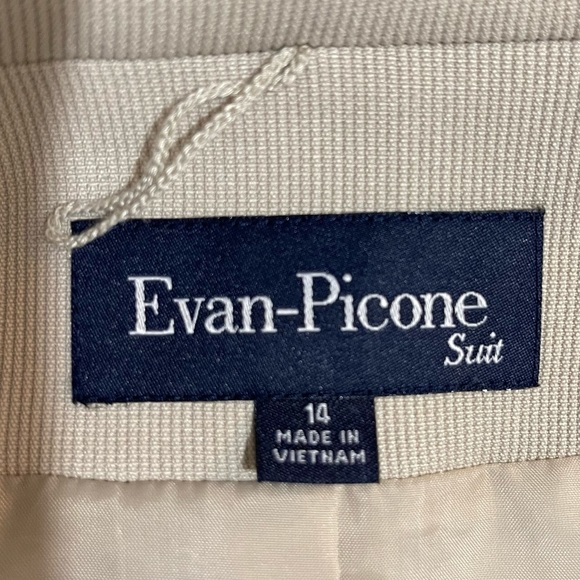 Evan-Picone
Suit
14
MADE IN
VIETNAM